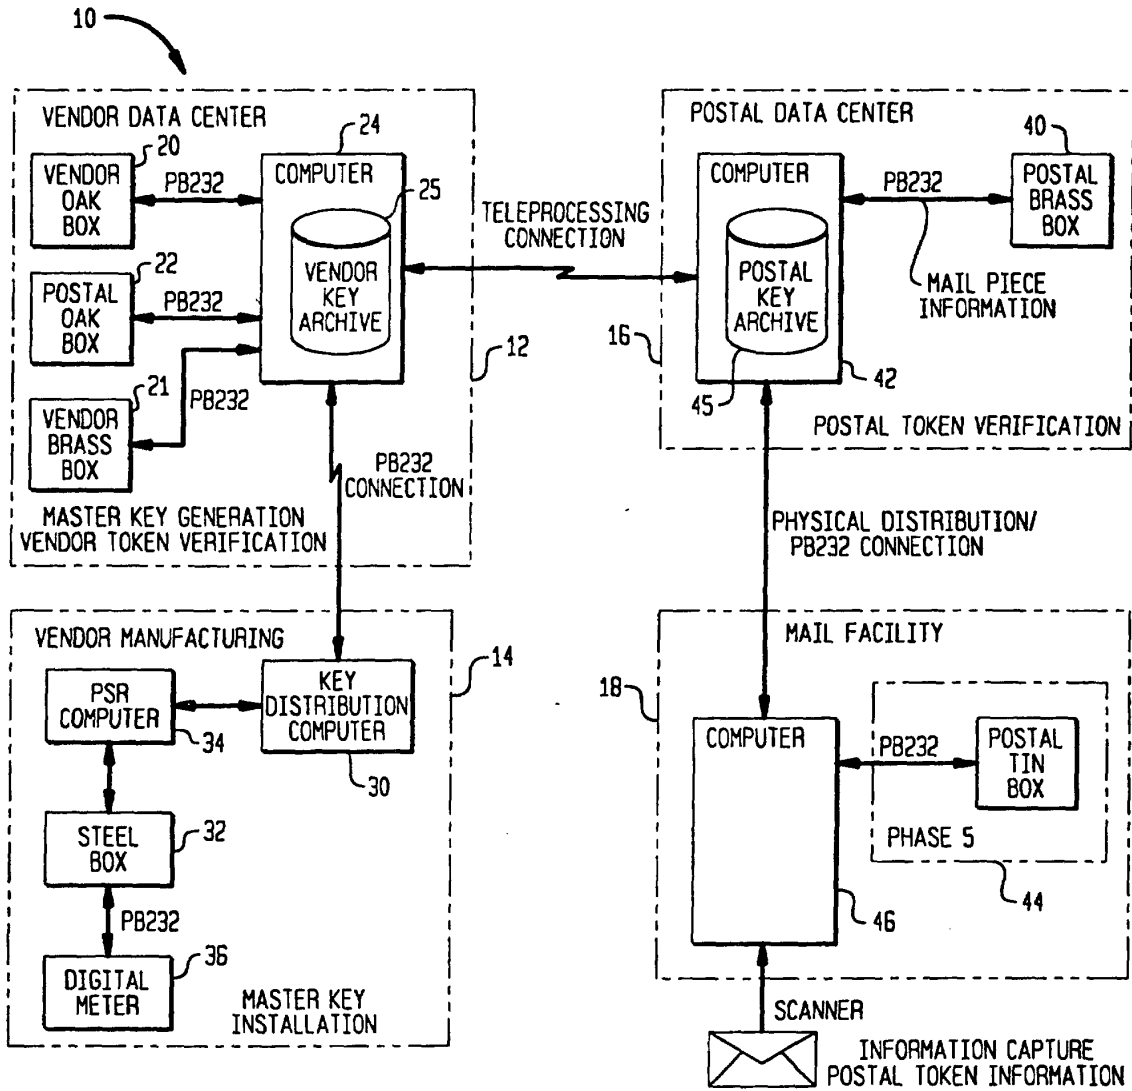 10
VENDOR DATA CENTER
20
VENDOR
OAK
BOX
PB232
24
COMPUTER
25
VENDOR
KEY
ARCHIVE
22
POSTAL
OAK
BOX
PB232
21
VENDOR
BRASS
BOX
PB232
12
MASTER KEY GENERATION
VENDOR TOKEN VERIFICATION
TELEPROCESSING
CONNECTION
POSTAL DATA CENTER
COMPUTER
POSTAL
KEY
ARCHIVE
45
42
PB232
40
POSTAL
BRASS
BOX
MAIL PIECE
INFORMATION
16
POSTAL TOKEN VERIFICATION
PB232
CONNECTION
PHYSICAL DISTRIBUTION/
PB232 CONNECTION
VENDOR MANUFACTURING
14
PSR
COMPUTER
34
KEY
DISTRIBUTION
COMPUTER
30
STEEL
BOX
32
PB232
DIGITAL
METER
36
MASTER KEY
INSTALLATION
MAIL FACILITY
18
COMPUTER
46
PB232
POSTAL
TIN
BOX
PHASE 5
44
SCANNER
INFORMATION CAPTURE
POSTAL TOKEN INFORMATION